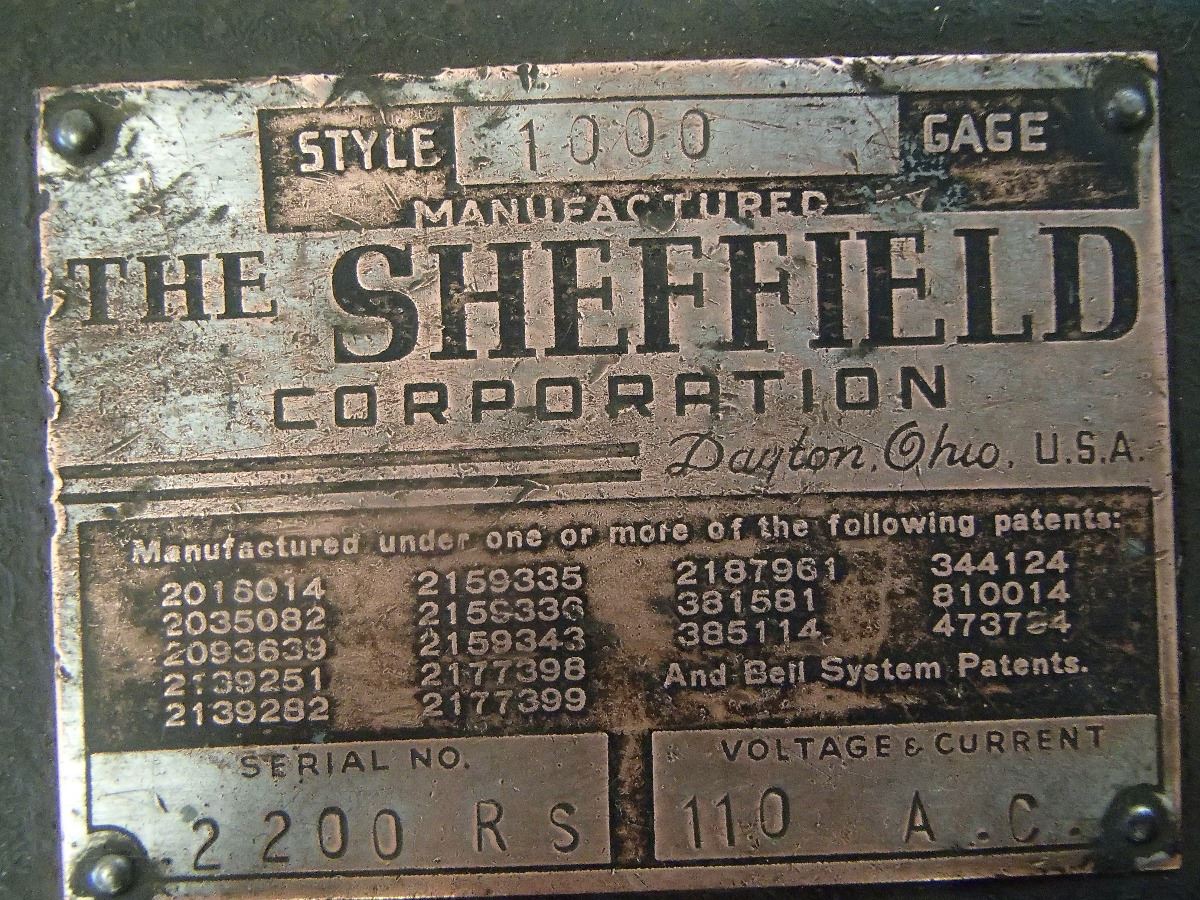 STYLE 1000 GAGE
MANUFACTURED
THE SHEFFIELD
CORPORATION
Dayton, Ohio, U.S.A.
Manufactured under one or more of the following patents:
2016014 2159335 2187961 344124
2035082 2159336 381581 810014
2093639 2159343 385114
2139251 2177398 And Bell System Patents.
2139282 2177399
SERIAL NO. VOLTAGE & CURRENT
2200 RS 110 A.C.